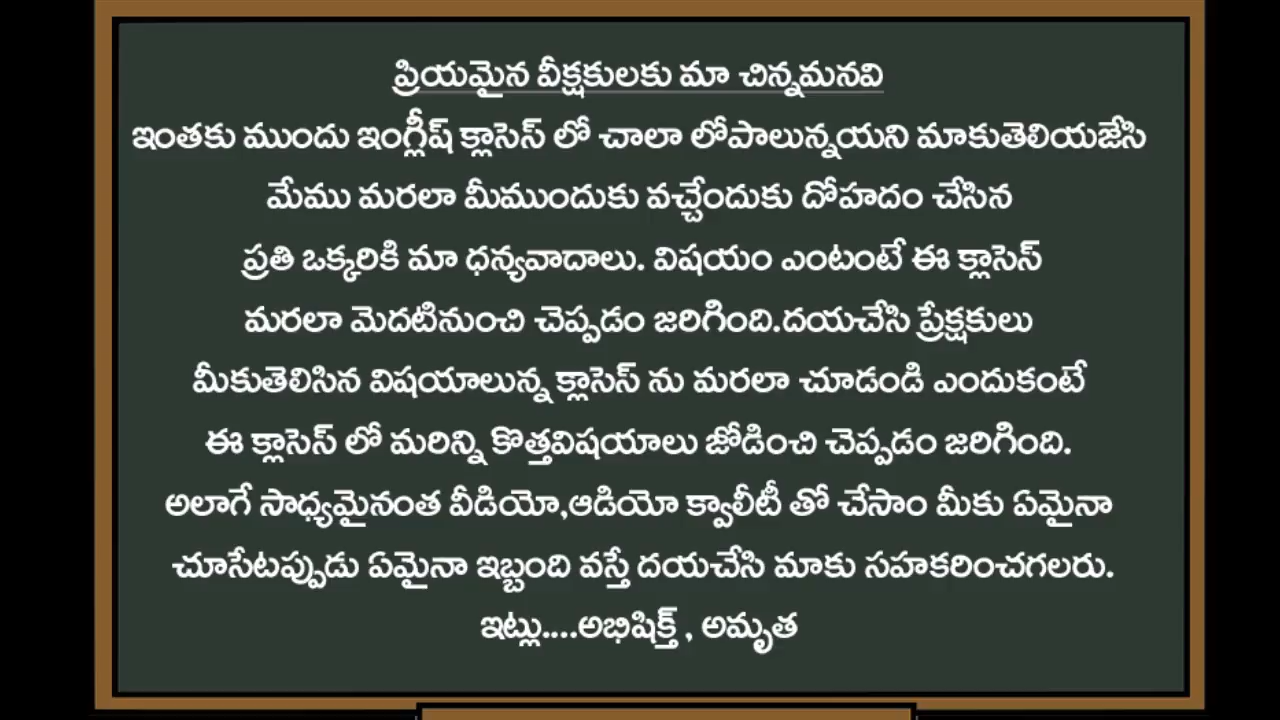 ప్రియమైన వీక్షకులకు మా చిన్నమనవి
ఇంతకు ముందు ఇంగ్లీష్ క్లాసెస్ లో చాలా లోపాలున్నయని మాకుతెలియజేసి
మేము మరలా మీముందుకు వచ్చేందుకు దోహదం చేసిన
ప్రతి ఒక్కరికి మా ధన్యవాదాలు. విషయం ఎంటంటే ఈ క్లాసెస్
మరలా మెదటినుంచి చెప్పడం జరిగింది.దయచేసి ప్రేక్షకులు
మీకుతెలిసిన విషయాలున్న క్లాసెస్ ను మరలా చూడండి ఎందుకంటే
ఈ క్లాసెస్ లో మరిన్ని కొత్తవిషయాలు జోడించి చెప్పడం జరిగింది.
అలాగే సాధ్యమైనంత వీడియో,ఆడియో క్వాలీటీ తో చేసాం మీకు ఏమైనా
చూసేటప్పుడు ఏమైనా ఇబ్బంది వస్తే దయచేసి మాకు సహకరించగలరు.
ఇట్లు....అభిషిక్త్ , అమృత